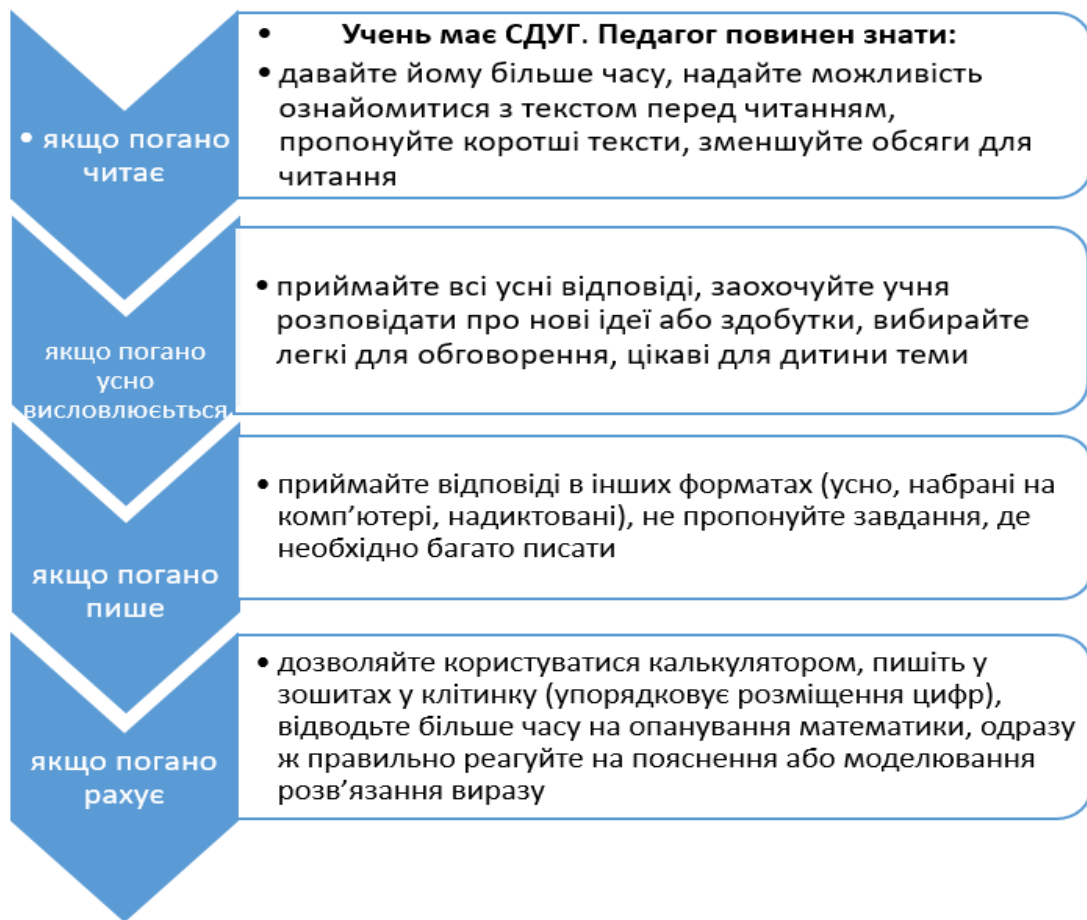 • Учень має СДУГ. Педагог повинен знати:
• давайте йому більше часу, надайте можливість
ознайомитися з текстом перед читанням,
пропонуйте коротші тексти, зменшуйте обсяги для
читання
• якщо погано
читає
• приймайте всі усні відповіді, заохочуйте учня
розповідати про нові ідеї або здобутки, вибирайте
легкі для обговорення, цікаві для дитини теми
якщо погано
усно
висловлюєьться
• приймайте відповіді в інших форматах (усно, набрані на
комп’ютері, надиктовані), не пропонуйте завдання, де
необхідно багато писати
якщо погано
пише
• дозволяйте користуватися калькулятором, пишіть у
зошитах у клітинку (упорядковує розміщення цифр),
відводьте більше часу на опанування математики, одразу
ж правильно реагуйте на пояснення або моделювання
розв’язання виразу
якщо погано
рахує